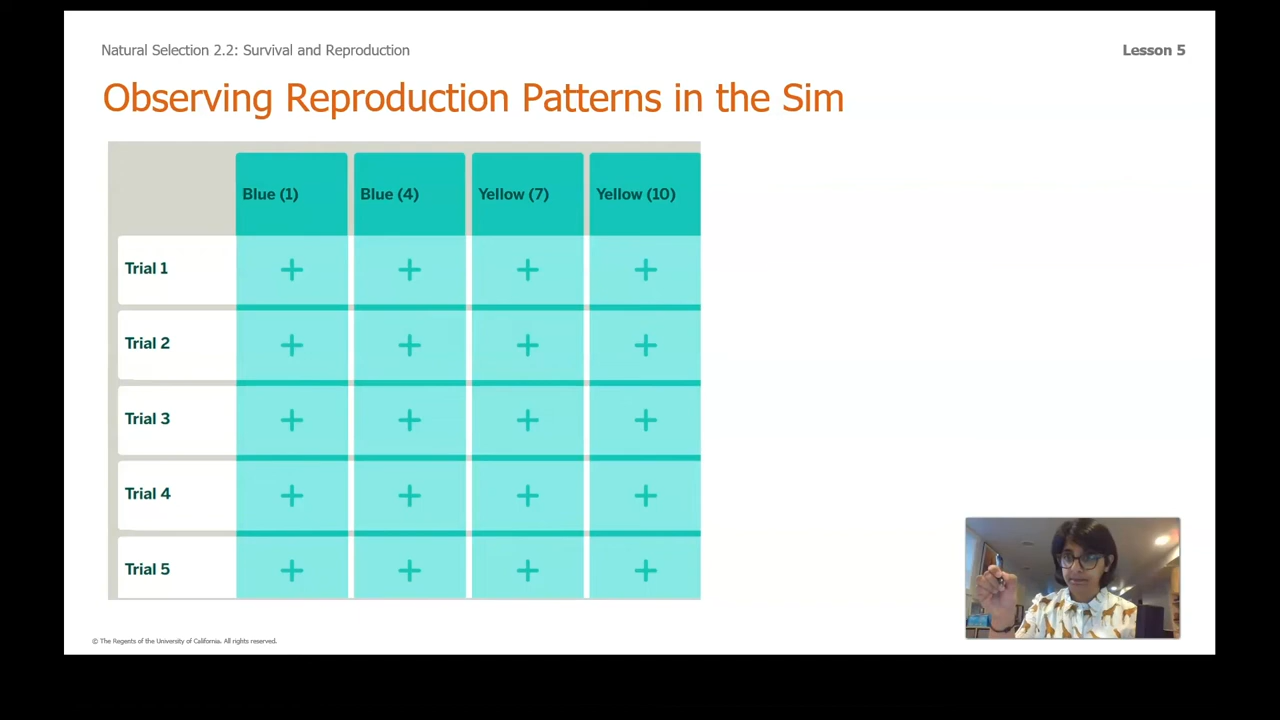 Natural Selection 2.2: Survival and Reproduction
Lesson 5
Observing Reproduction Patterns in the Sim
Blue (1) Blue (4) Yellow (7) Yellow (10)
Trial 1 + + + +
Trial 2 + + + +
Trial 3 + + + +
Trial 4 + + + +
Trial 5 + + + +
© The Regents of the University of California. All rights reserved.